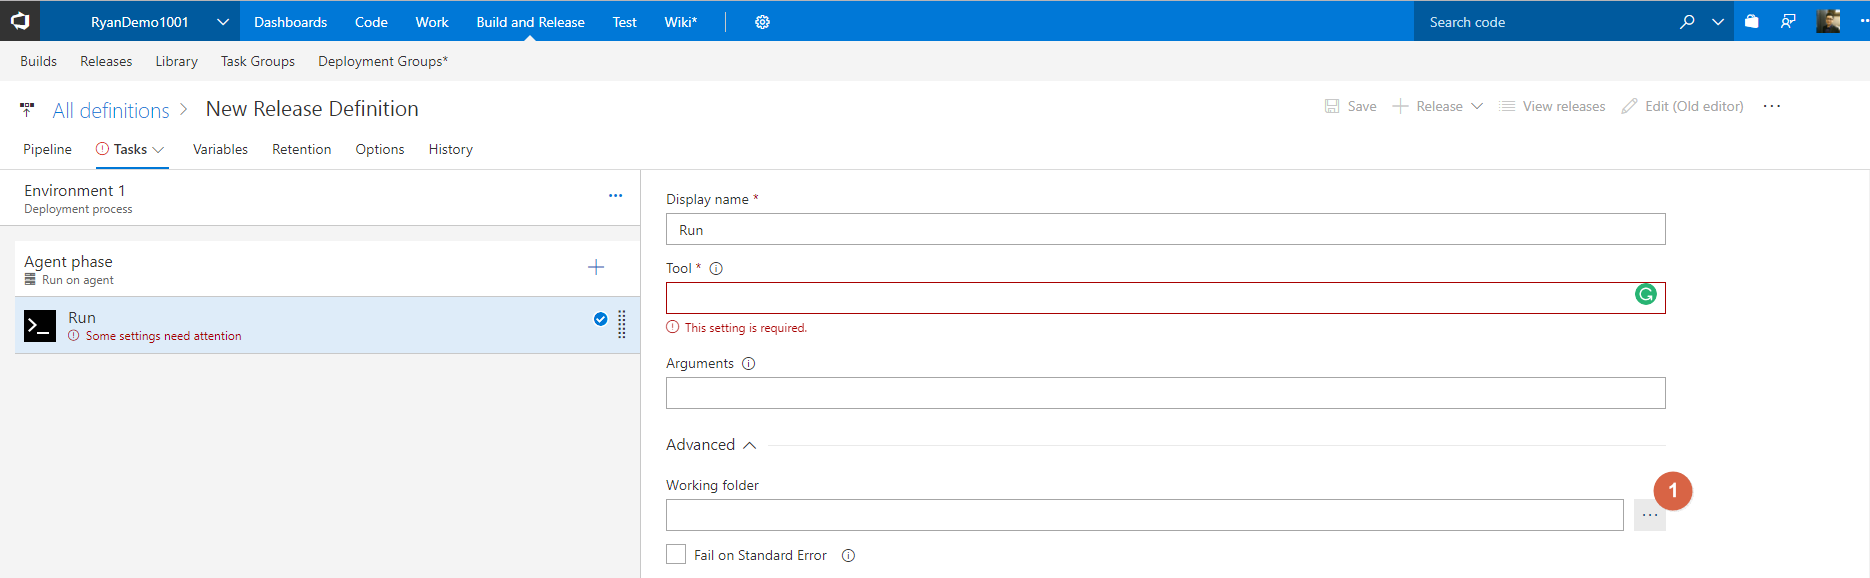 RyanDemo1001 Dashboards Code Work Build and Release Test Wiki* Search code
Builds Releases Library Task Groups Deployment Groups*
All definitions > New Release Definition Save Release View releases Edit (Old editor) ...
Pipeline Tasks Variables Retention Options History
Environment 1 ...
Deployment process
Agent phase
Run on agent
Run
Some settings need attention
Display name *
Run
Tool *
This setting is required.
Arguments
Advanced
Working folder
1
...
Fail on Standard Error